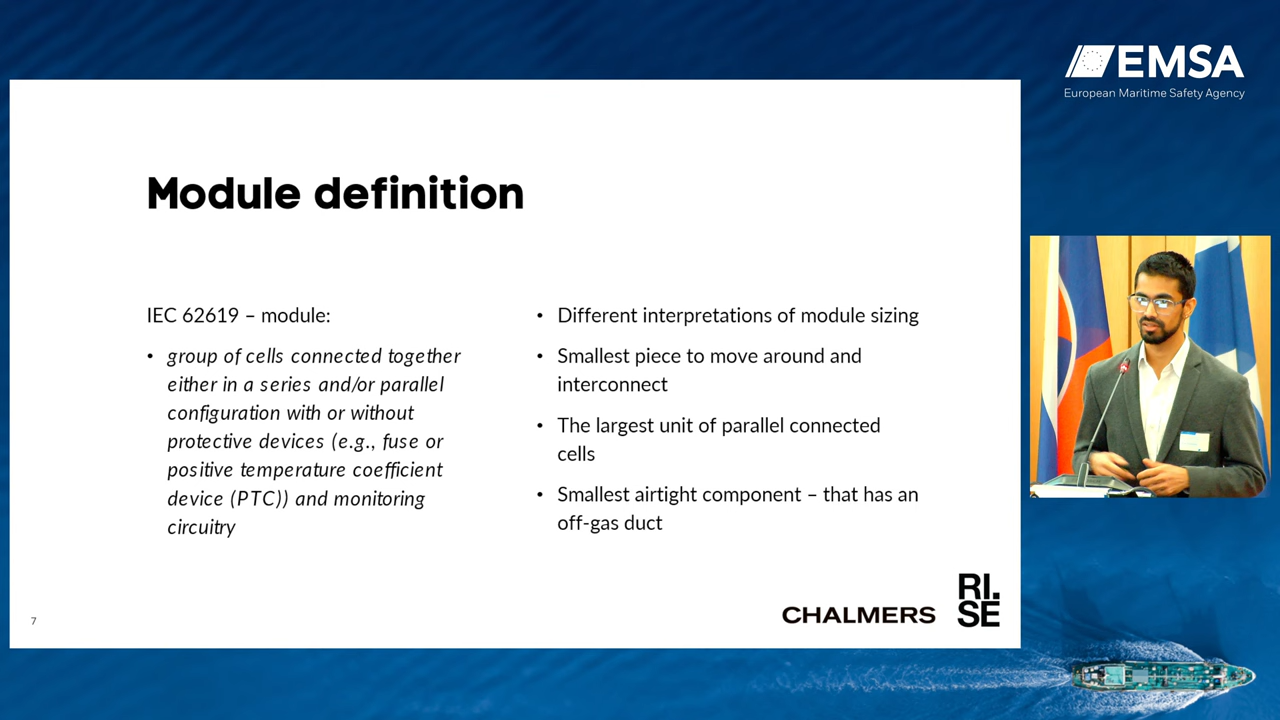 EMSA
European Maritime Safety Agency
Module definition
IEC 62619 – module:
• group of cells connected together
either in a series and/or parallel
configuration with or without
protective devices (e.g., fuse or
positive temperature coefficient
device (PTC)) and monitoring
circuitry
• Different interpretations of module sizing
• Smallest piece to move around and
interconnect
• The largest unit of parallel connected
cells
• Smallest airtight component – that has an
off-gas duct
7
CHALMERS
RI.
SE